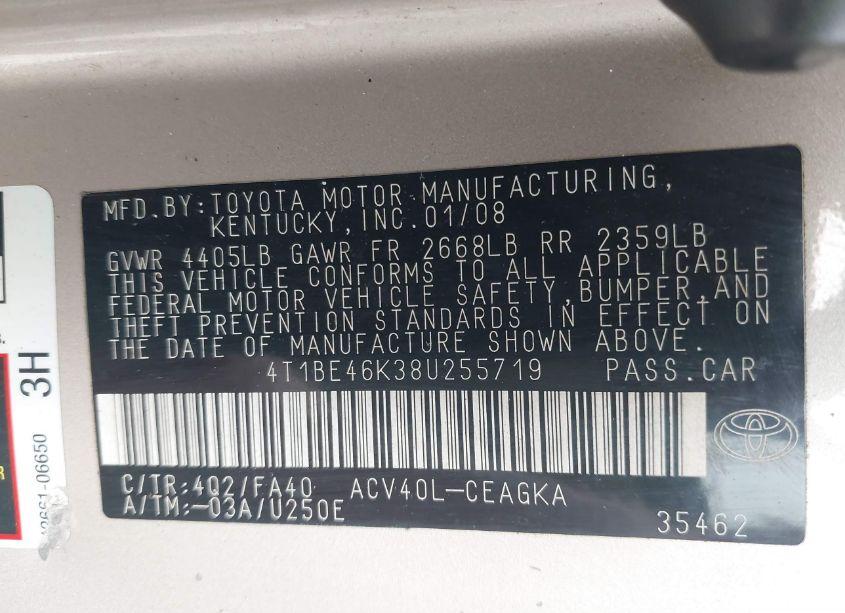 MFD.BY:TOYOTA MOTOR MANUFACTURING,
KENTUCKY,INC.01/08
GVWR 4405LB GAWR FR 2668LB RR 2359LB
THIS VEHICLE CONFORMS TO ALL APPLICABLE
FEDERAL MOTOR VEHICLE SAFETY,BUMPER,AND
THEFT PREVENTION STANDARDS IN EFFECT ON
THE DATE OF MANUFACTURE SHOWN ABOVE.
4T1BE46K38U255719 PASS.CAR
C/TR:4Q2/FA40 ACV40L-CEAGKA
A/TM:-03A/U250E
35462
3H